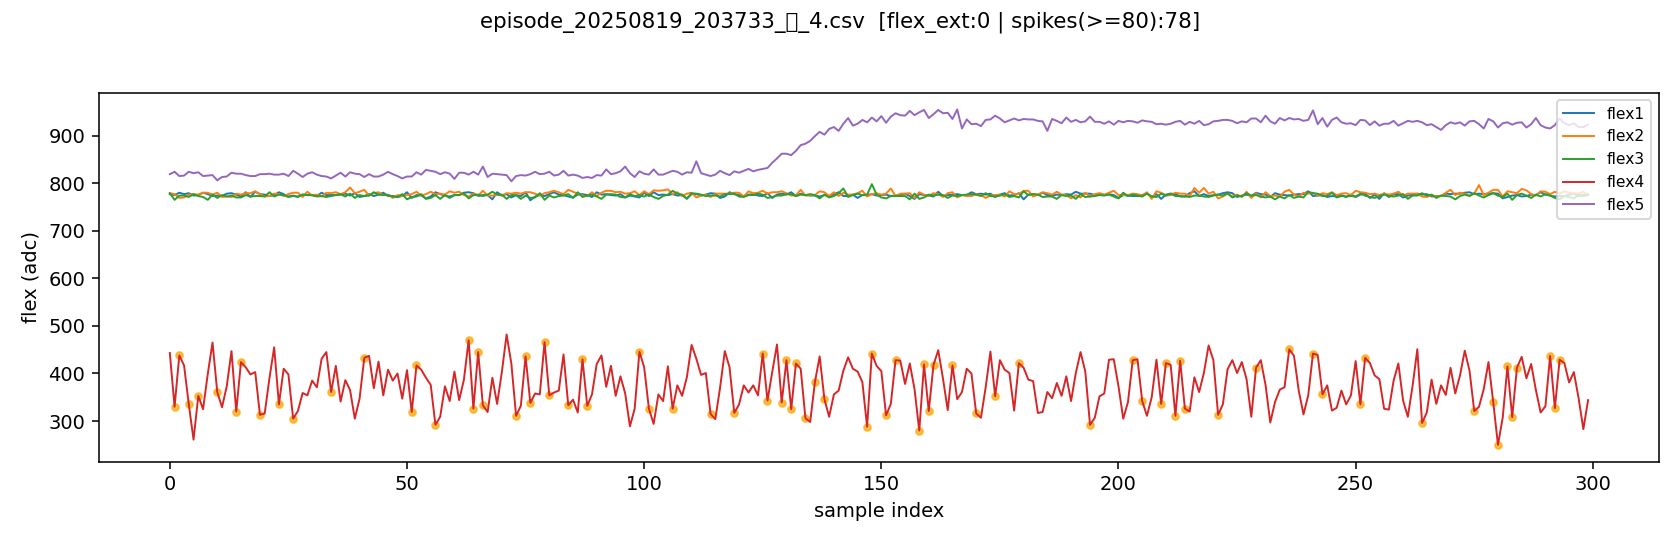 episode_20250819_203733_▯_4.csv  [flex_ext:0 | spikes(>=80):78]
flex (adc)
900
800
700
600
500
400
300
flex1
flex2
flex3
flex4
flex5
0
50
100
150
200
250
300
sample index